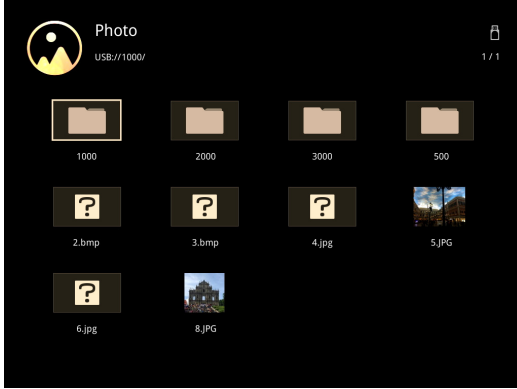 Photo
USB://1000/
1 / 1
1000
2000
3000
500
?
?
?
2.bmp
3.bmp
4.jpg
5.JPG
?
6.jpg
8.JPG